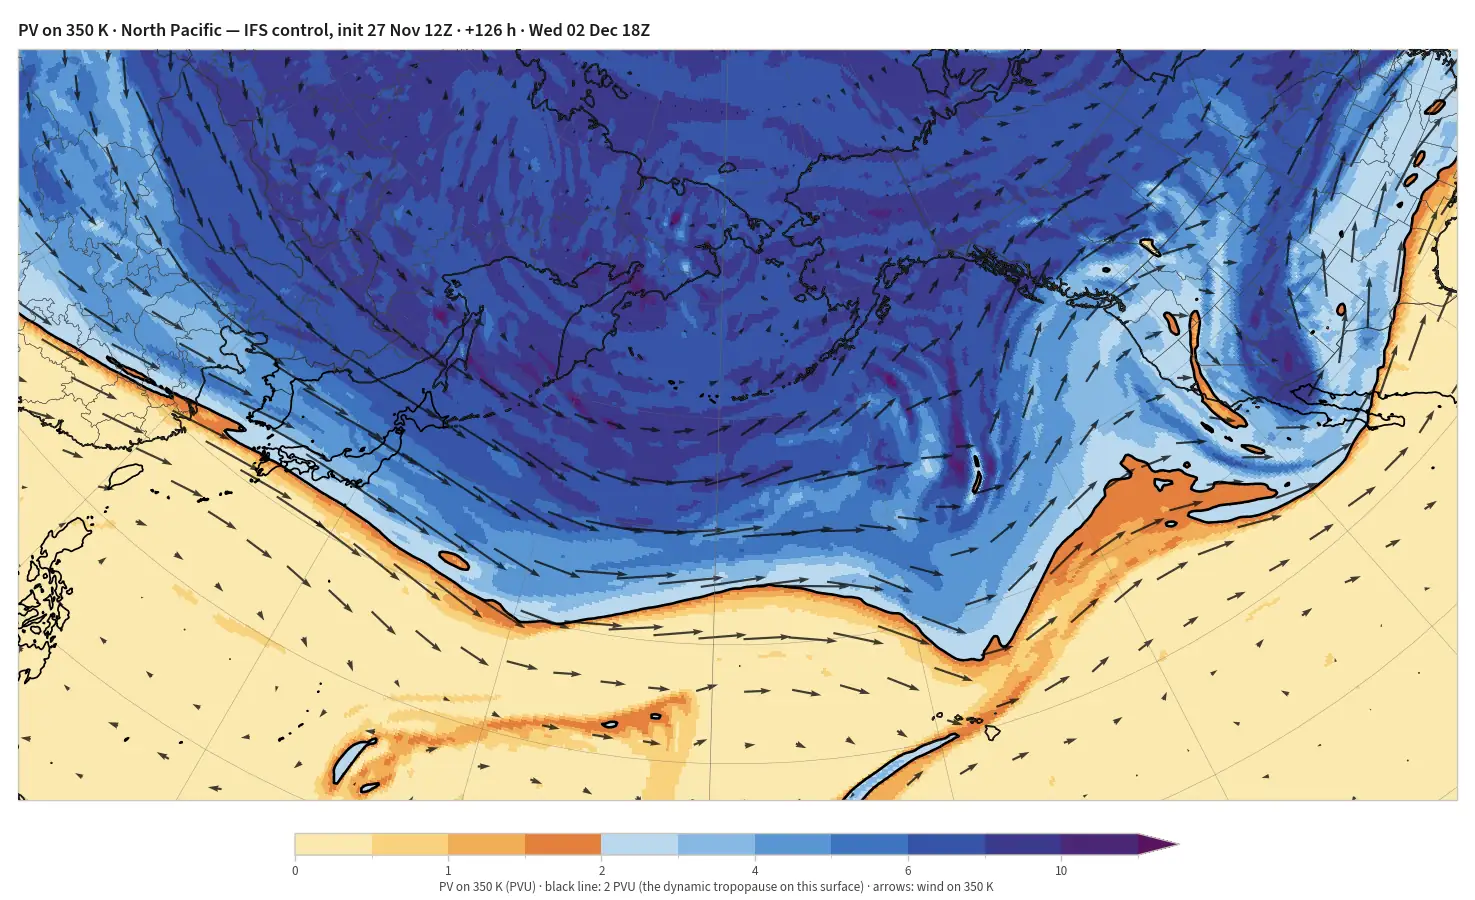 PV on 350 K · North Pacific — IFS control, init 27 Nov 12Z · +126 h · Wed 02 Dec 18Z
0 1 2 4 6 10
PV on 350 K (PVU) · black line: 2 PVU (the dynamic tropopause on this surface) · arrows: wind on 350 K